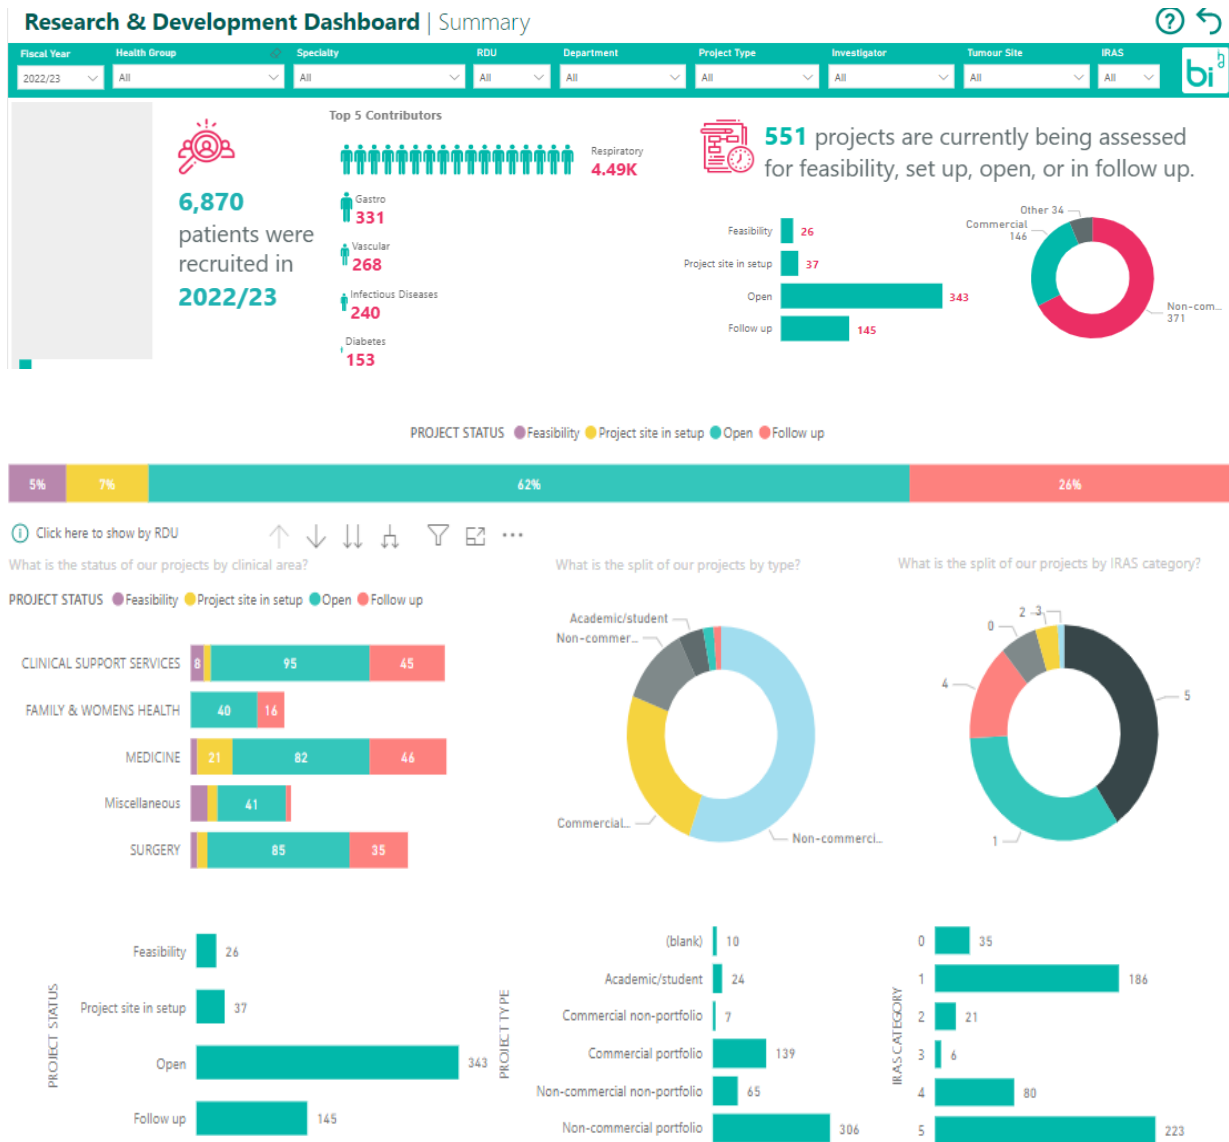 Research & Development Dashboard | Summary
Fiscal Year Health Group Specialty RDU Department Project Type Investigator Tumour Site IRAS
2022/23 All All All All All All All All
bi
Top 5 Contributors
Respiratory
4.49K
Gastro
331
Vascular
268
Infectious Diseases
240
Diabetes
153
6,870
patients were
recruited in
2022/23
551 projects are currently being assessed
for feasibility, set up, open, or in follow up.
Feasibility 26
Project site in setup 37
Open 343
Follow up 145
Other 34
Commercial
146
Non-com...
371
PROJECT STATUS Feasibility Project site in setup Open Follow up
5% 7% 62% 26%
Click here to show by RDU
What is the status of our projects by clinical area?
PROJECT STATUS Feasibility Project site in setup Open Follow up
CLINICAL SUPPORT SERVICES 8 95 45
FAMILY & WOMENS HEALTH 40 16
MEDICINE 21 82 46
Miscellaneous 41
SURGERY 85 35
What is the split of our projects by type?
Academic/student
Non-commer...
Commercial...
Non-commerci...
What is the split of our projects by IRAS category?
2 3
0
4
5
1
PROJECT STATUS
Feasibility 26
Project site in setup 37
Open 343
Follow up 145
PROJECT TYPE
(blank) 10
Academic/student 24
Commercial non-portfolio 7
Commercial portfolio 139
Non-commercial non-portfolio 65
Non-commercial portfolio 306
IRAS CATEGORY
0 35
1 186
2 21
3 6
4 80
5 223